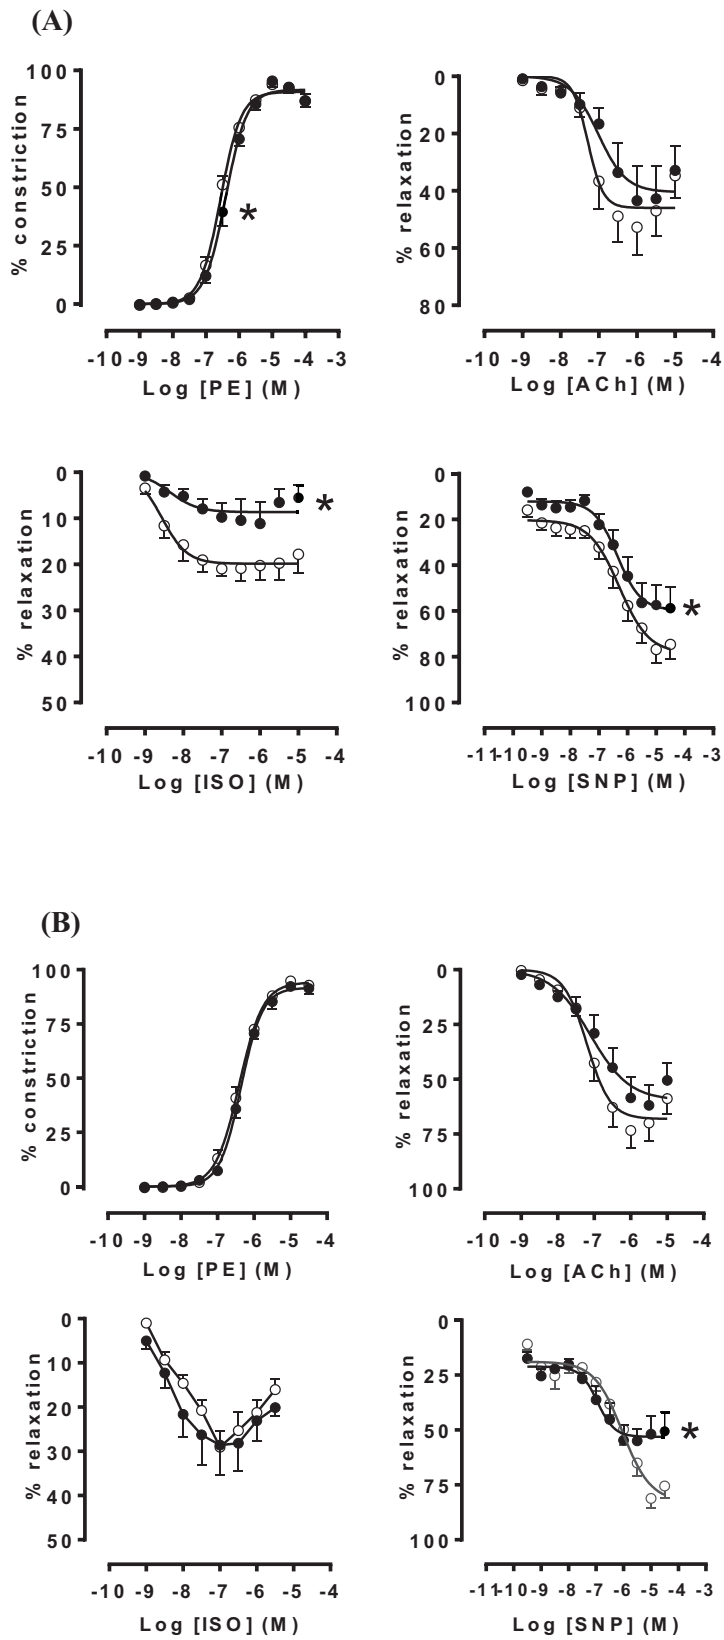 (A)
100
75
50
25
0
% constriction
-10 -9 -8 -7 -6 -5 -4 -3
Log [PE] (M)
*
0
20
40
60
80
% relaxation
-10 -9 -8 -7 -6 -5 -4
Log [ACh] (M)
0
10
20
30
40
50
% relaxation
-10 -9 -8 -7 -6 -5 -4
Log [ISO] (M)
*
0
20
40
60
80
100
% relaxation
-11-10 -9 -8 -7 -6 -5 -4 -3
Log [SNP] (M)
*
(B)
100
75
50
25
0
% constriction
-10 -9 -8 -7 -6 -5 -4
Log [PE] (M)
0
25
50
75
100
% relaxation
-10 -9 -8 -7 -6 -5 -4
Log [ACh] (M)
0
10
20
30
40
50
% relaxation
-10 -9 -8 -7 -6 -5 -4
Log [ISO] (M)
0
25
50
75
100
% relaxation
-11-10 -9 -8 -7 -6 -5 -4 -3
Log [SNP] (M)
*